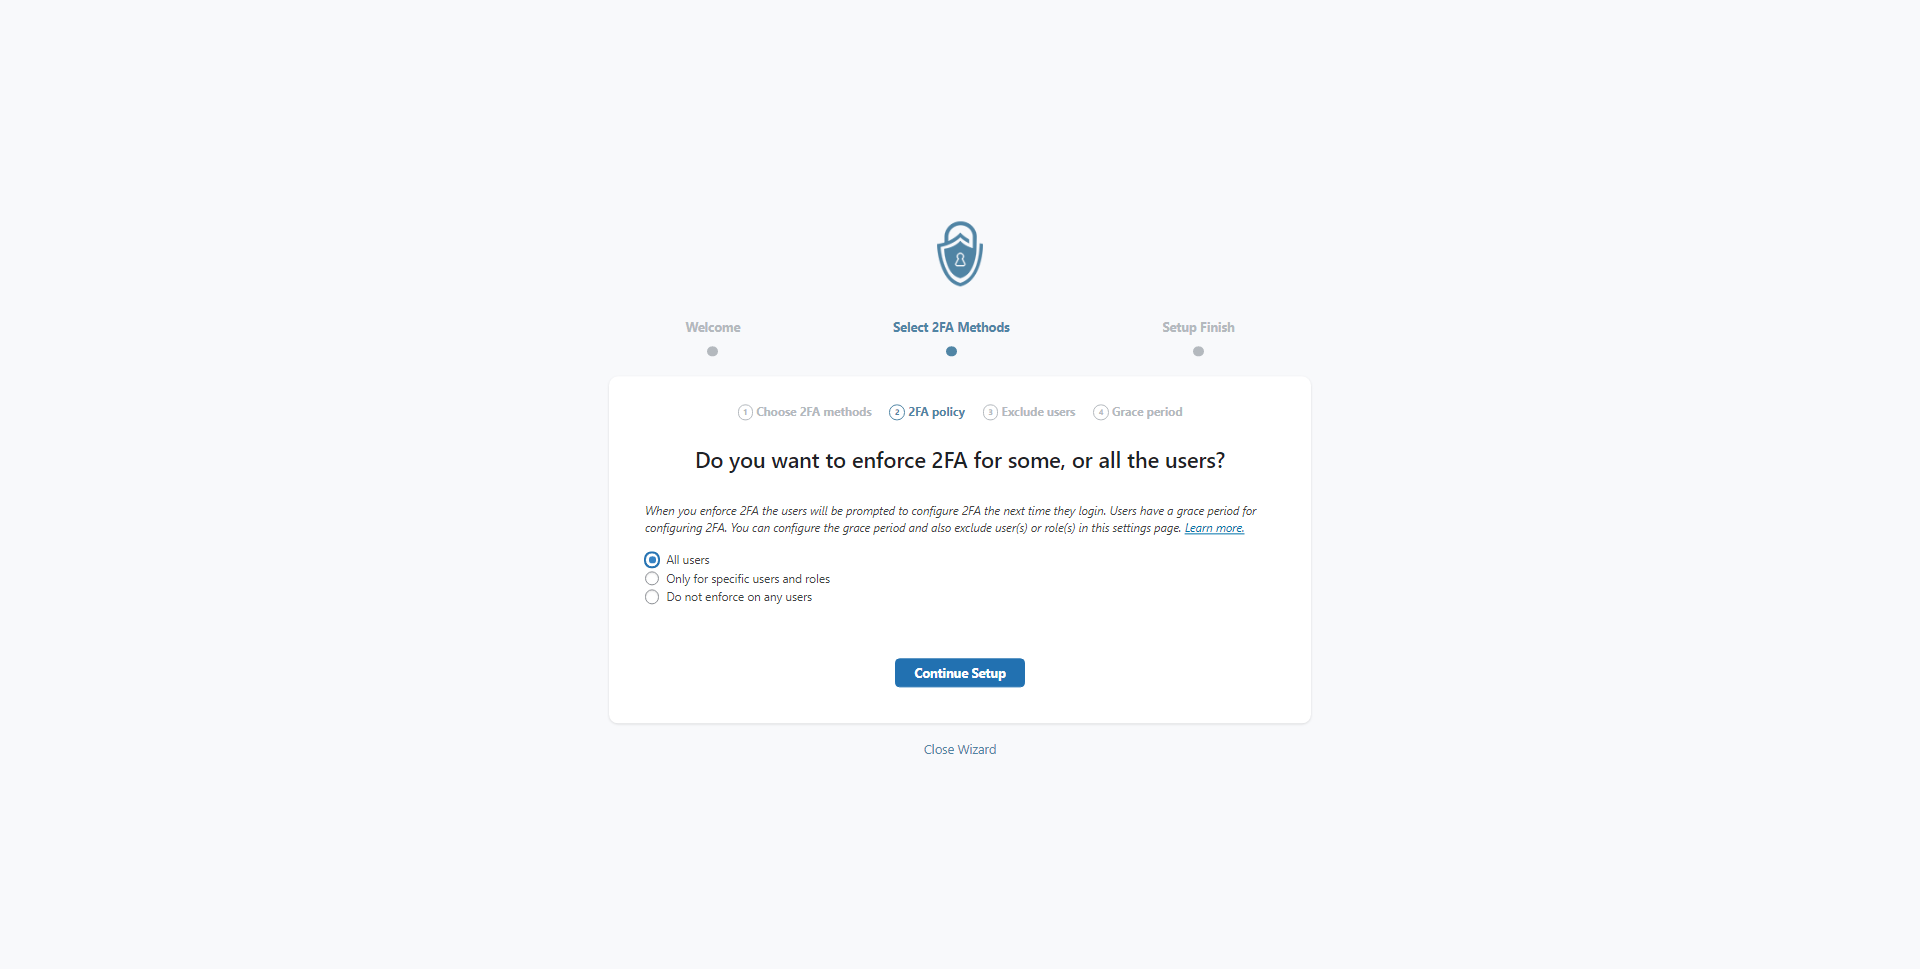 Welcome
Select 2FA Methods
Setup Finish
1 Choose 2FA methods
2 2FA policy
3 Exclude users
4 Grace period
Do you want to enforce 2FA for some, or all the users?
When you enforce 2FA the users will be prompted to configure 2FA the next time they login. Users have a grace period for
configuring 2FA. You can configure the grace period and also exclude user(s) or role(s) in this settings page. Learn more.
All users
Only for specific users and roles
Do not enforce on any users
Continue Setup
Close Wizard